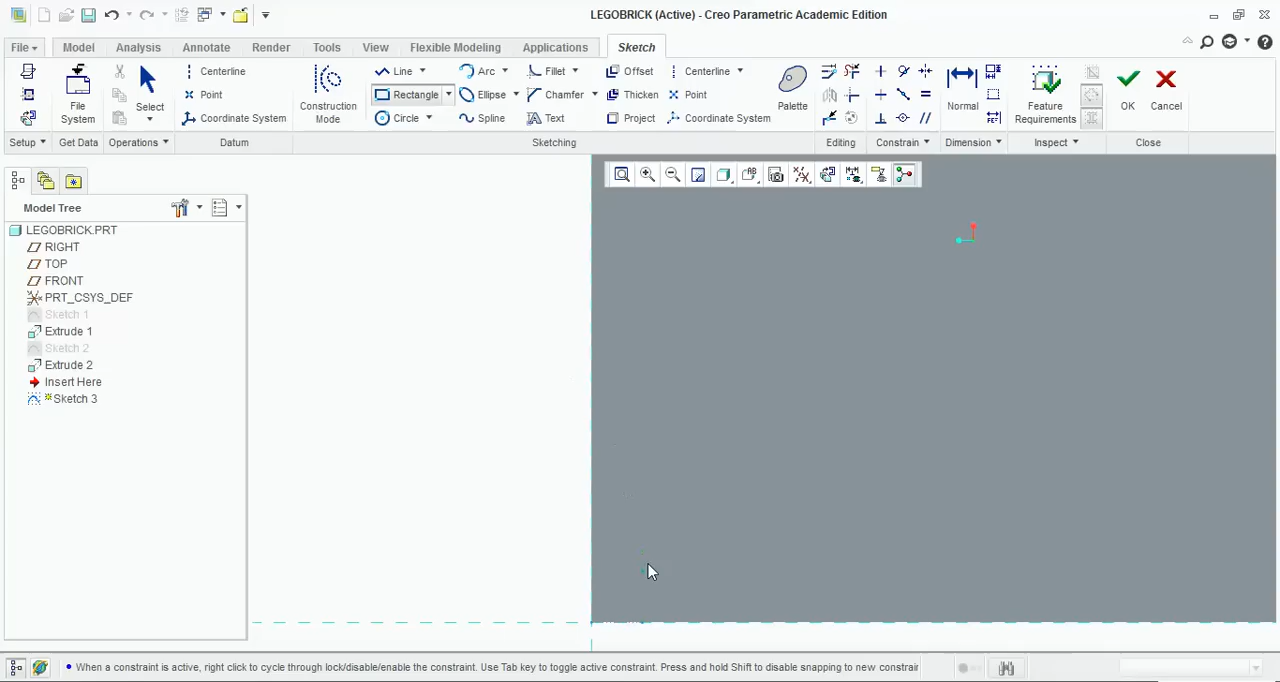 LEGOBRICK (Active) - Creo Parametric Academic Edition
File Model Analysis Annotate Render Tools View Flexible Modeling Applications Sketch
Centerline Line Arc Fillet Offset Centerline
Point Rectangle Ellipse Chamfer Thicken Point
File System Select Coordinate System Construction Mode Circle Spline Text Project Coordinate System Palette Normal Feature Requirements OK Cancel
Setup Get Data Operations Datum Sketching Editing Constrain Dimension Inspect Close
Model Tree
LEGOBRICK.PRT
RIGHT
TOP
FRONT
PRT_CSYS_DEF
Sketch 1
Extrude 1
Sketch 2
Extrude 2
Insert Here
Sketch 3
• When a constraint is active, right click to cycle through lock/disable/enable the constraint. Use Tab key to toggle active constraint. Press and hold Shift to disable snapping to new constrair